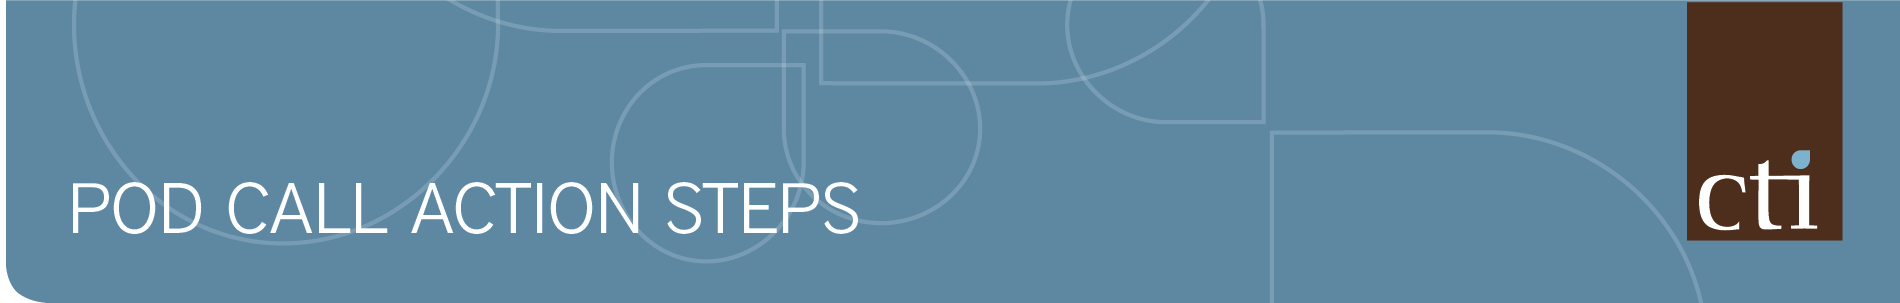 POD CALL ACTION STEPS
cti